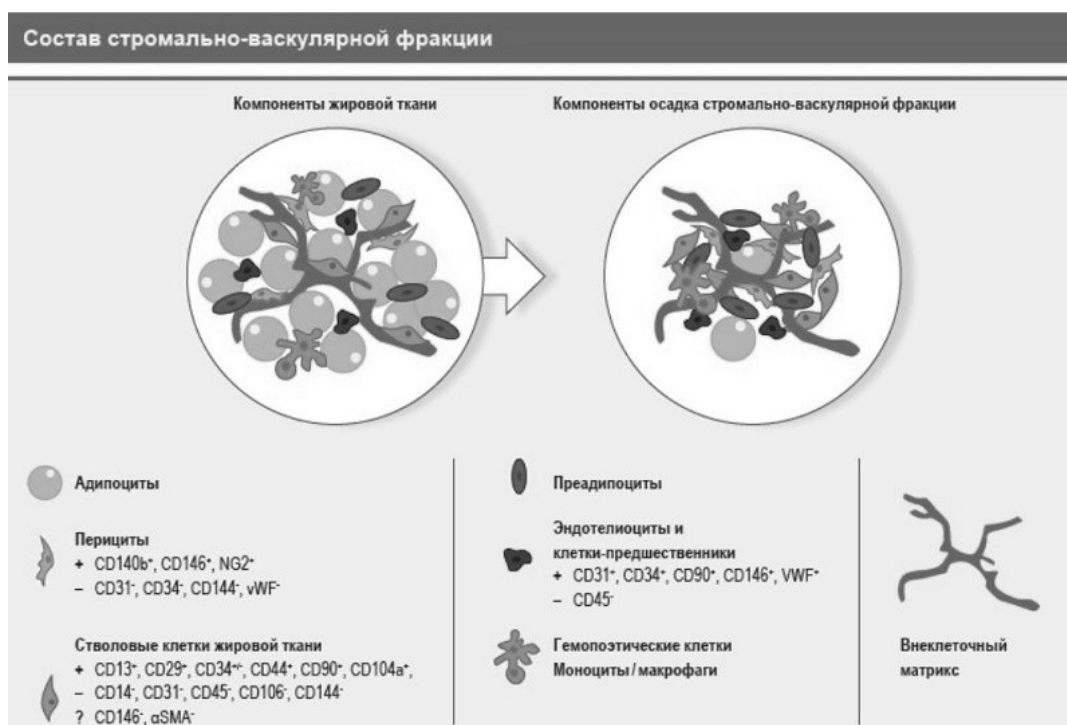 Состав стромально-васкулярной фракции
Компоненты жировой ткани
Компоненты осадка стромально-васкулярной фракции
Адипоциты
Перициты
+ CD140b⁺, CD146⁺, NG2⁺
– CD31⁻, CD34⁻, CD144⁻, vWF⁻
Стволовые клетки жировой ткани
+ CD13⁺, CD29⁺, CD34⁺/⁻, CD44⁺, CD90⁺, CD104a⁺,
– CD14⁻, CD31⁻, CD45⁻, CD106⁻, CD144⁻
? CD146⁻, αSMA⁻
Преадипоциты
Эндотелиоциты и
клетки-предшественники
+ CD31⁺, CD34⁺, CD90⁺, CD146⁺, VWF⁺
– CD45⁻
Гемопоэтические клетки
Моноциты/макрофаги
Внеклеточный
матрикс